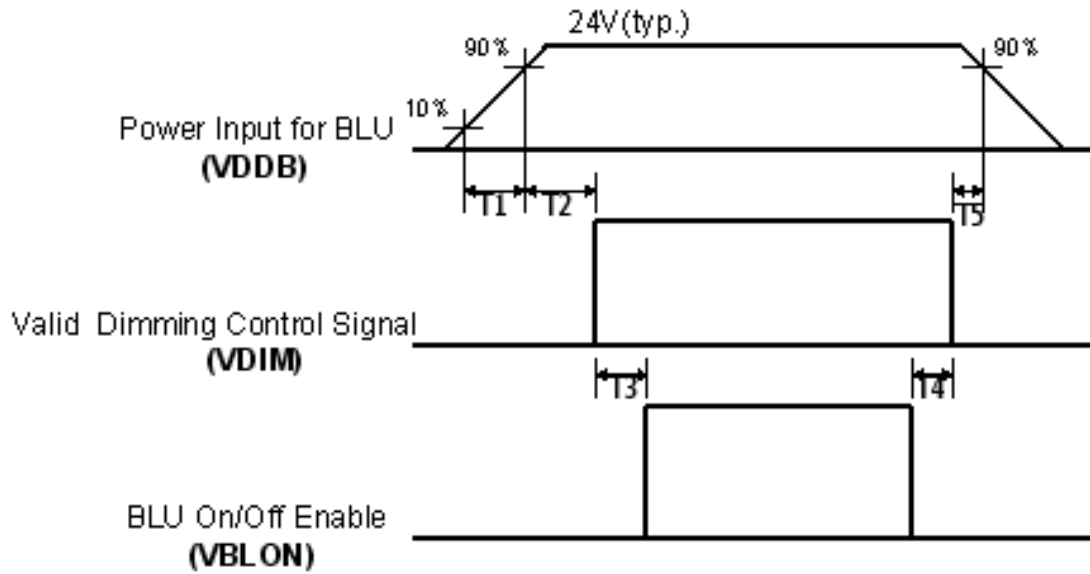 24V(typ.)
90%
90%
10%
Power Input for BLU
(VDDB)
T1
T2
T5
Valid Dimming Control Signal
(VDIM)
T3
T4
BLU On/Off Enable
(VBLON)